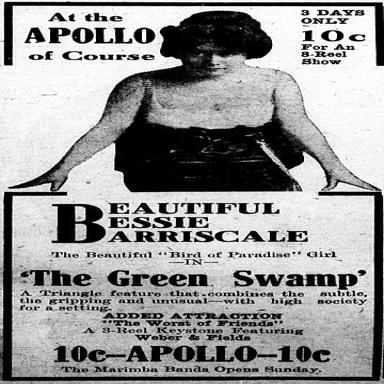 At the
APOLLO
of Course
3 DAYS
ONLY
10c
For An
8-Reel
Show
BEAUTIFUL
BESSIE
BARRISCALE
The Beautiful "Bird of Paradise" Girl
—IN—
'The Green Swamp'
A Triangle feature that combines the subtle,
the gripping and unusual with high society
for a setting.
ADDED ATTRACTION
"The Worst of Friends"
A 3-Reel Keystone Featuring
Weber & Fields
10c—APOLLO—10c
The Marimba Bands Opens Sunday.